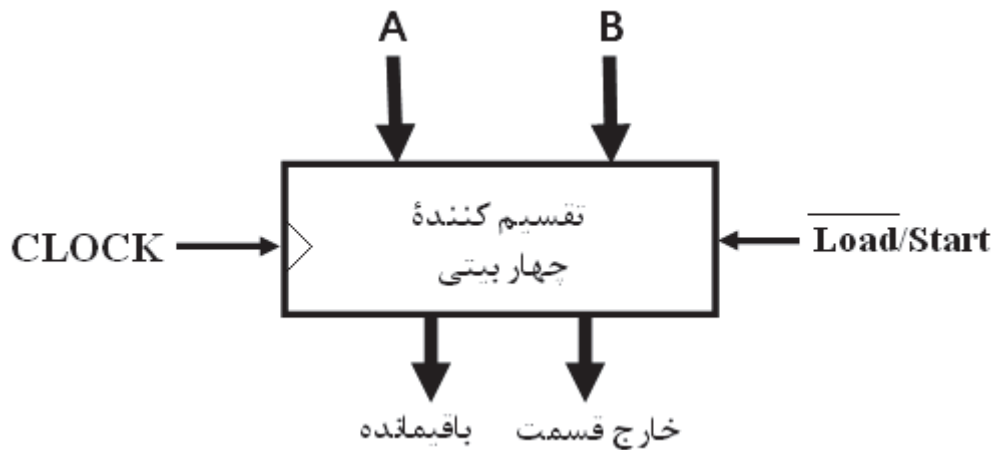 A B
تقسیم کنندهٔ
چهار بیتی
CLOCK
Load/Start
باقیمانده خارج قسمت